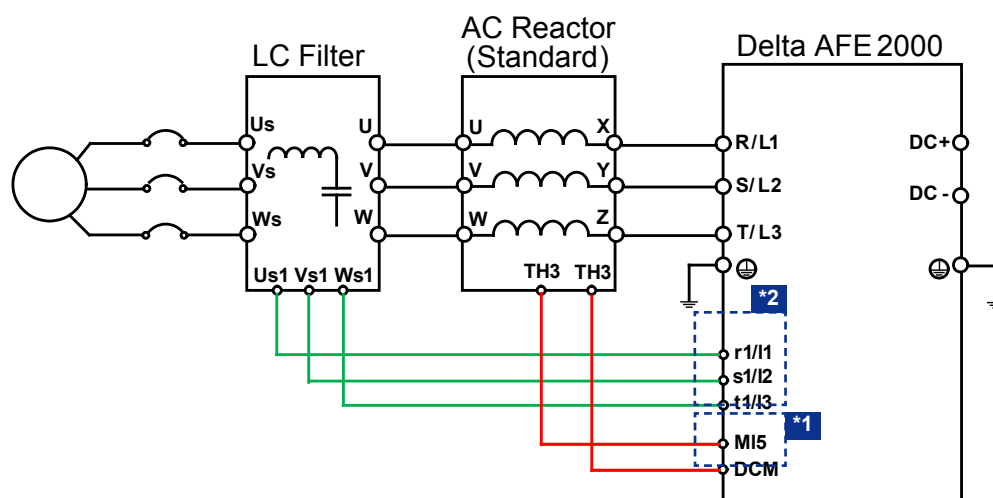 LC Filter
AC Reactor
(Standard)
Delta AFE 2000
Us
U
U
X
R/L1
DC+
Vs
V
V
Y
S/L2
DC -
Ws
W
W
Z
T/L3
Us1 Vs1 Ws1
TH3 TH3
*2
r1/l1
s1/l2
t1/l3
*1
MI5
DCM